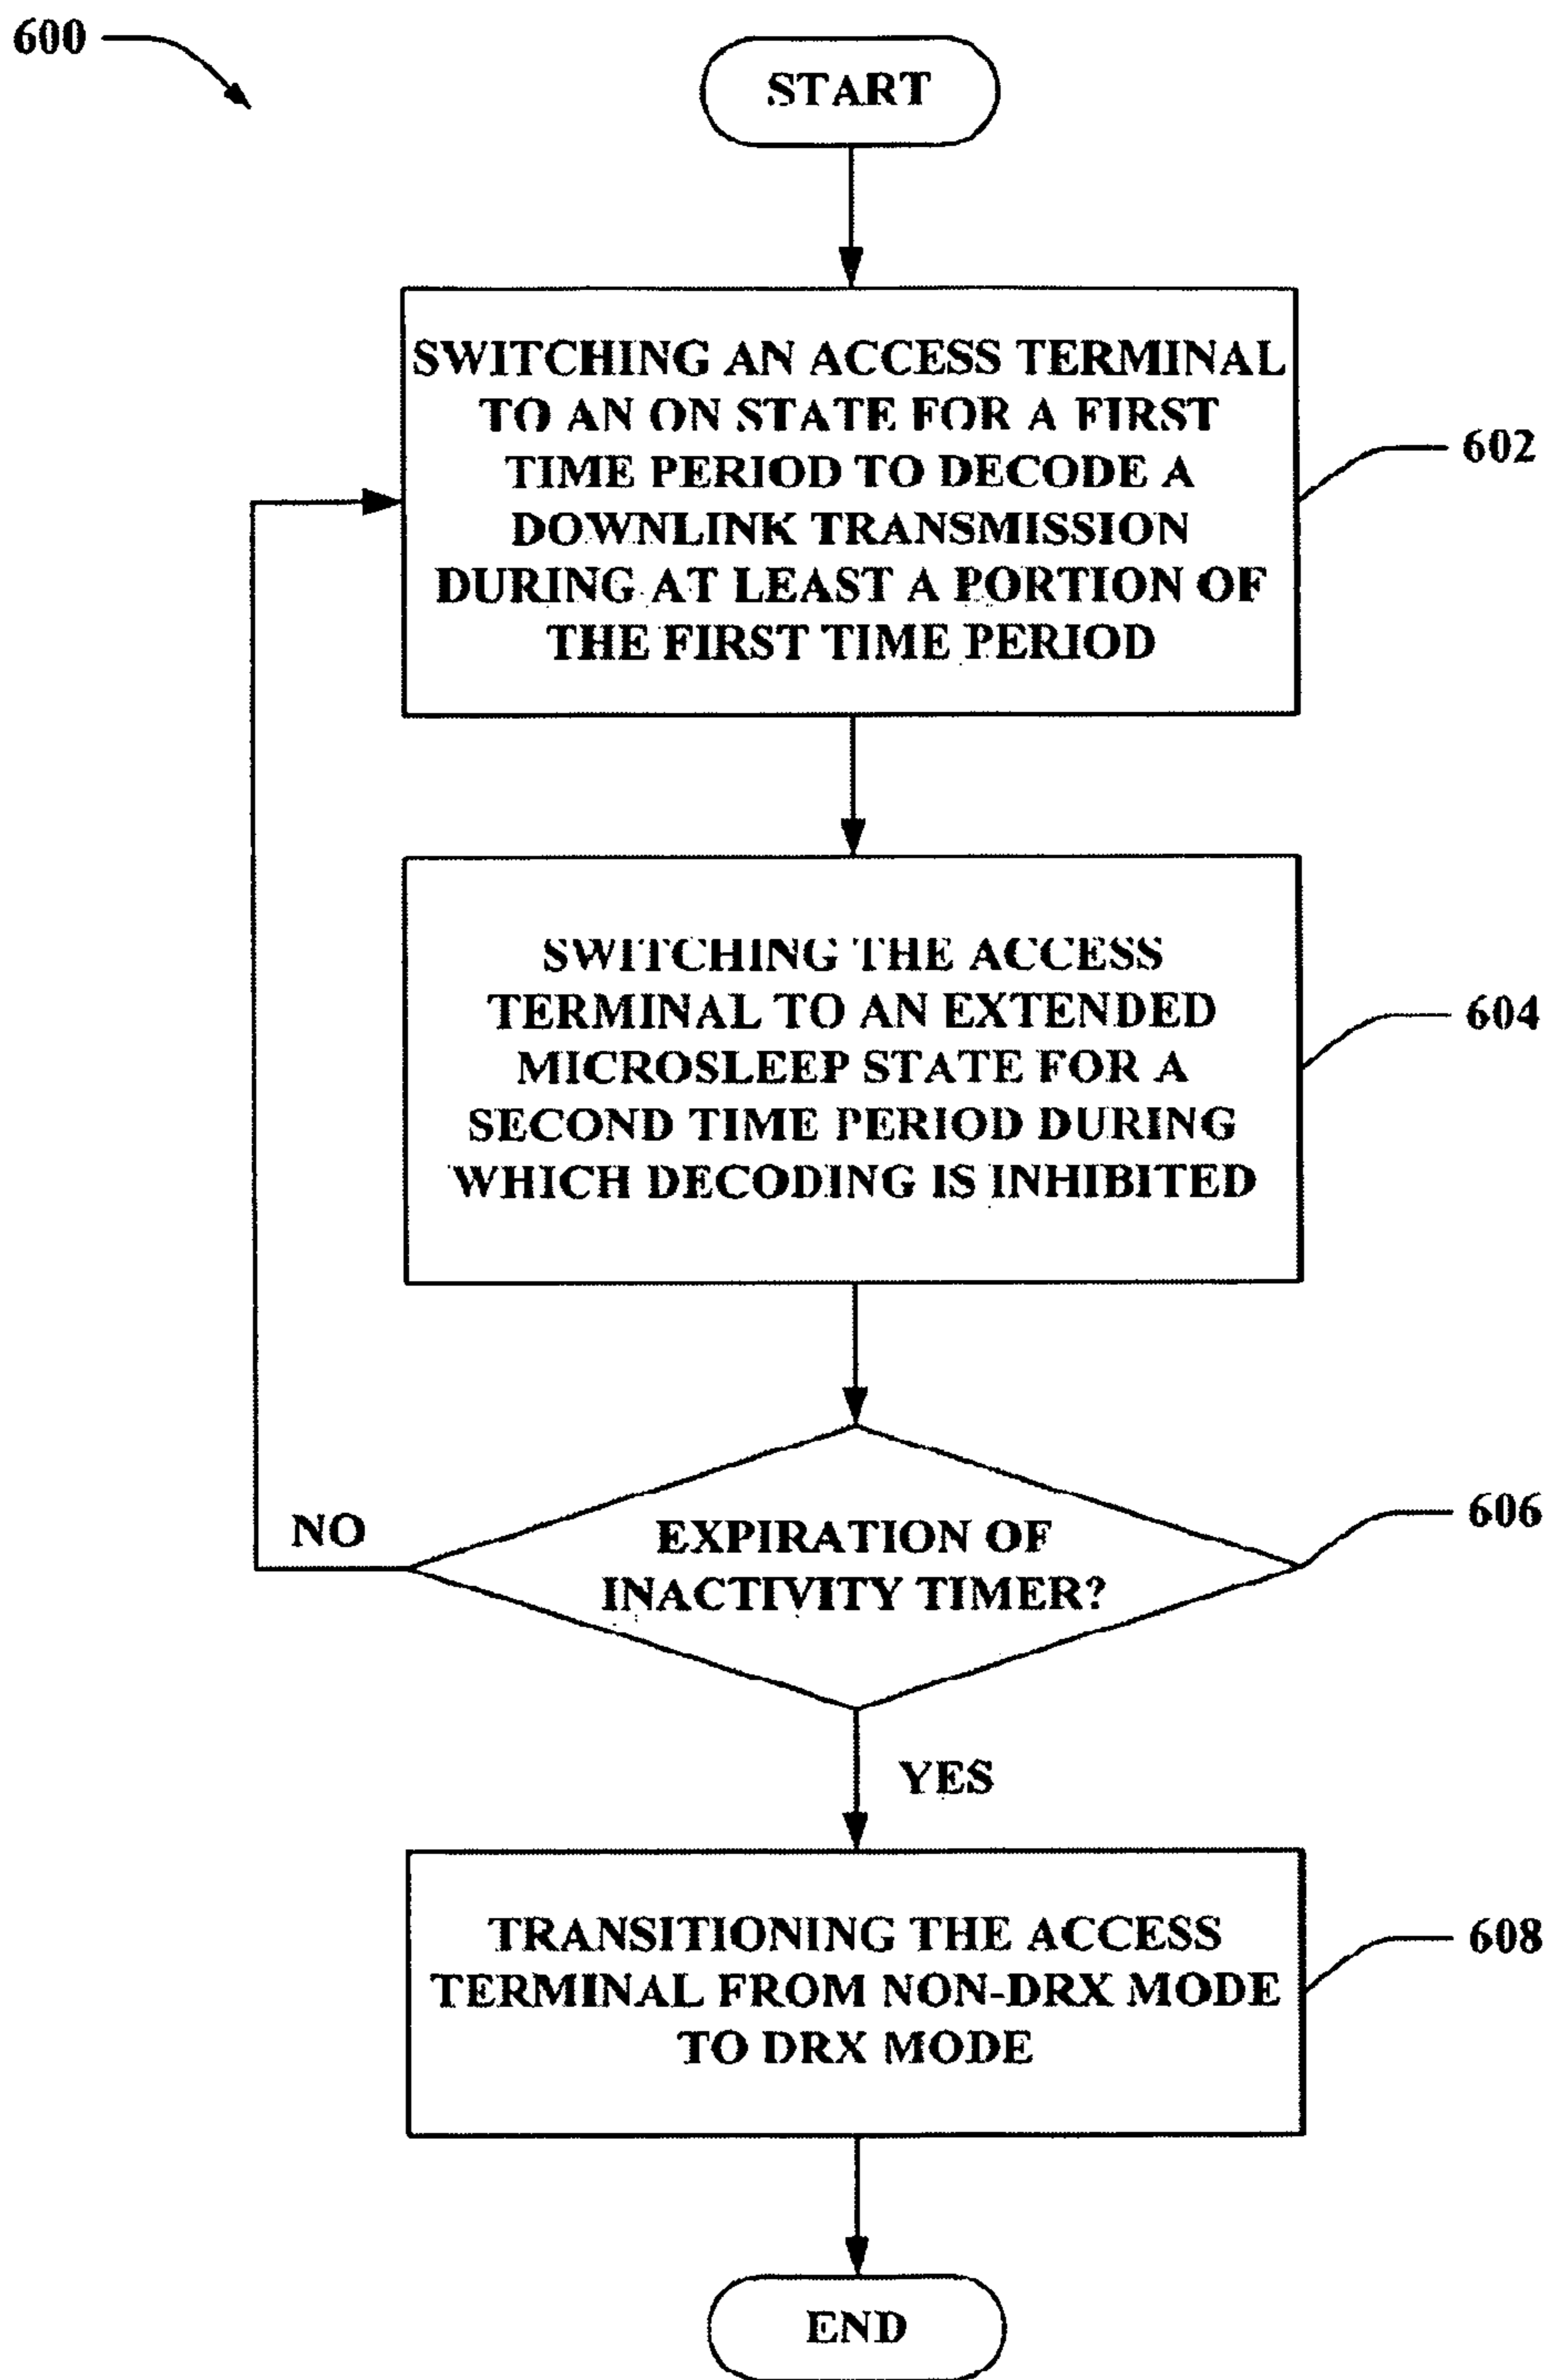 600
START
SWITCHING AN ACCESS TERMINAL
TO AN ON STATE FOR A FIRST
TIME PERIOD TO DECODE A
DOWNLINK TRANSMISSION
DURING AT LEAST A PORTION OF
THE FIRST TIME PERIOD
602
SWITCHING THE ACCESS
TERMINAL TO AN EXTENDED
MICROSLEEP STATE FOR A
SECOND TIME PERIOD DURING
WHICH DECODING IS INHIBITED
604
EXPIRATION OF
INACTIVITY TIMER?
606
NO
YES
TRANSITIONING THE ACCESS
TERMINAL FROM NON-DRX MODE
TO DRX MODE
608
END